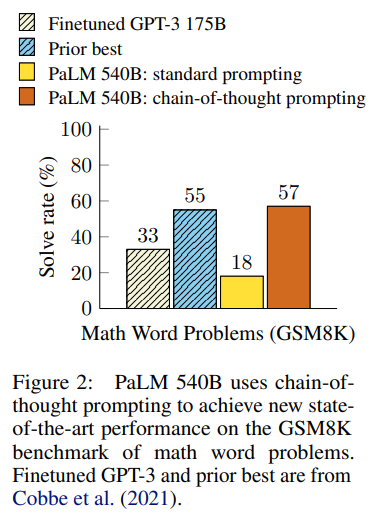 Finetuned GPT-3 175B
Prior best
PaLM 540B: standard prompting
PaLM 540B: chain-of-thought prompting
100
80
60
40
20
0
Solve rate (%)
33
55
18
57
Math Word Problems (GSM8K)
Figure 2: PaLM 540B uses chain-of-
thought prompting to achieve new state-
of-the-art performance on the GSM8K
benchmark of math word problems.
Finetuned GPT-3 and prior best are from
Cobbe et al. (2021).